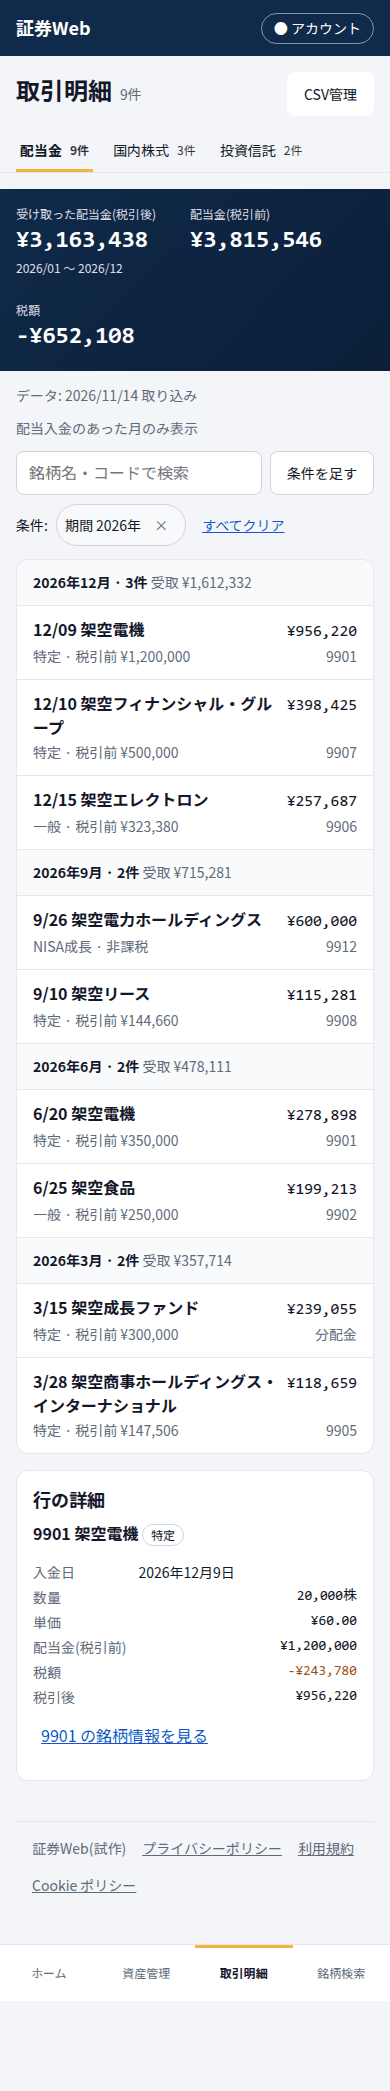 証券Web
アカウント
取引明細 9件
CSV管理
配当金 9件 国内株式 3件 投資信託 2件
受け取った配当金(税引後) 配当金(税引前)
¥3,163,438 ¥3,815,546
2026/01 〜 2026/12
税額
-¥652,108
データ: 2026/11/14 取り込み
配当入金のあった月のみ表示
銘柄名・コードで検索
条件を足す
条件: 期間 2026年 × すべてクリア
2026年12月・3件 受取 ¥1,612,332
12/09 架空電機 ¥956,220
特定・税引前 ¥1,200,000 9901
12/10 架空フィナンシャル・グル ¥398,425
ープ
特定・税引前 ¥500,000 9907
12/15 架空エレクトロン ¥257,687
一般・税引前 ¥323,380 9906
2026年9月・2件 受取 ¥715,281
9/26 架空電力ホールディングス ¥600,000
NISA成長・非課税 9912
9/10 架空リース ¥115,281
特定・税引前 ¥144,660 9908
2026年6月・2件 受取 ¥478,111
6/20 架空電機 ¥278,898
特定・税引前 ¥350,000 9901
6/25 架空食品 ¥199,213
一般・税引前 ¥250,000 9902
2026年3月・2件 受取 ¥357,714
3/15 架空成長ファンド ¥239,055
特定・税引前 ¥300,000 分配金
3/28 架空商事ホールディングス・ ¥118,659
インターナショナル
特定・税引前 ¥147,506 9905
行の詳細
9901 架空電機 特定
入金日 2026年12月9日
数量 20,000株
単価 ¥60.00
配当金(税引前) ¥1,200,000
税額 -¥243,780
税引後 ¥956,220
9901 の銘柄情報を見る
証券Web(試作) プライバシーポリシー 利用規約
Cookie ポリシー
ホーム 資産管理 取引明細 銘柄検索